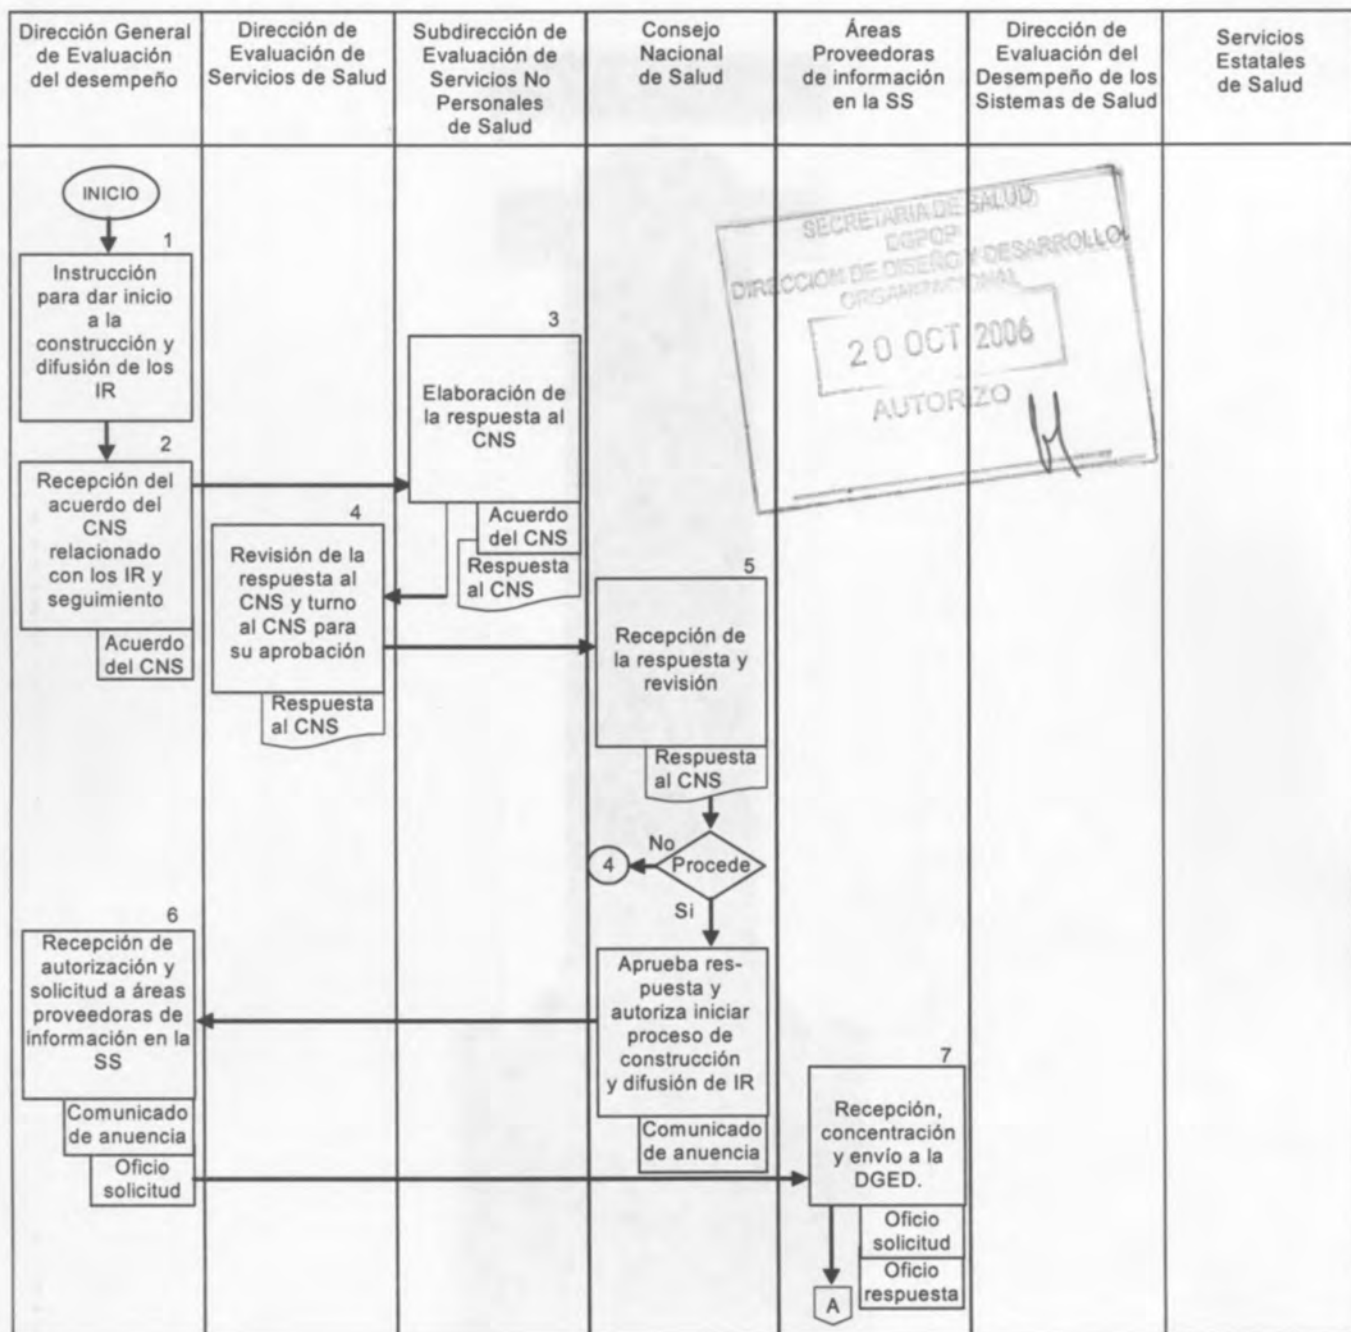 Dirección General
de Evaluación
del desempeño
Dirección de
Evaluación de
Servicios de Salud
Subdirección de
Evaluación de
Servicios No
Personales
de Salud
Consejo
Nacional
de Salud
Áreas
Proveedoras
de información
en la SS
Dirección de
Evaluación del
Desempeño de los
Sistemas de Salud
Servicios
Estatales
de Salud
INICIO
1
Instrucción
para dar inicio
a la
construcción y
difusión de los
IR
2
Recepción del
acuerdo del
CNS
relacionado
con los IR y
seguimiento
Acuerdo
del CNS
3
Elaboración de
la respuesta al
CNS
Acuerdo
del CNS
Respuesta
al CNS
4
Revisión de la
respuesta al
CNS y turno
al CNS para
su aprobación
Respuesta
al CNS
5
Recepción de
la respuesta y
revisión
Respuesta
al CNS
No
4
Procede
Si
Aprueba res-
puesta y
autoriza iniciar
proceso de
construcción
y difusión de IR
Comunicado
de anuencia
6
Recepción de
autorización y
solicitud a áreas
proveedoras de
información en la
SS
Comunicado
de anuencia
Oficio
solicitud
7
Recepción,
concentración
y envío a la
DGED.
Oficio
solicitud
Oficio
respuesta
A
SECRETARIA DE SALUD
DGPOP
DIRECCION DE DISEÑO Y DESARROLLO
ORGANIZACIONAL
20 OCT 2006
AUTORIZO